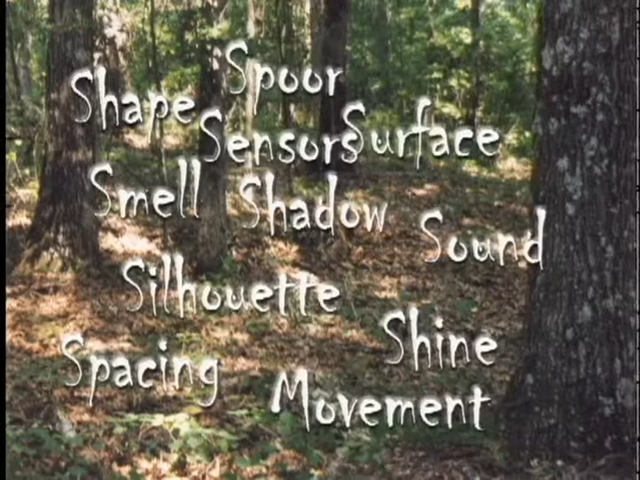 Spoor
Shape
Sensors
Surface
Smell
Shadow
Sound
Silhouette
Shine
Spacing
Movement